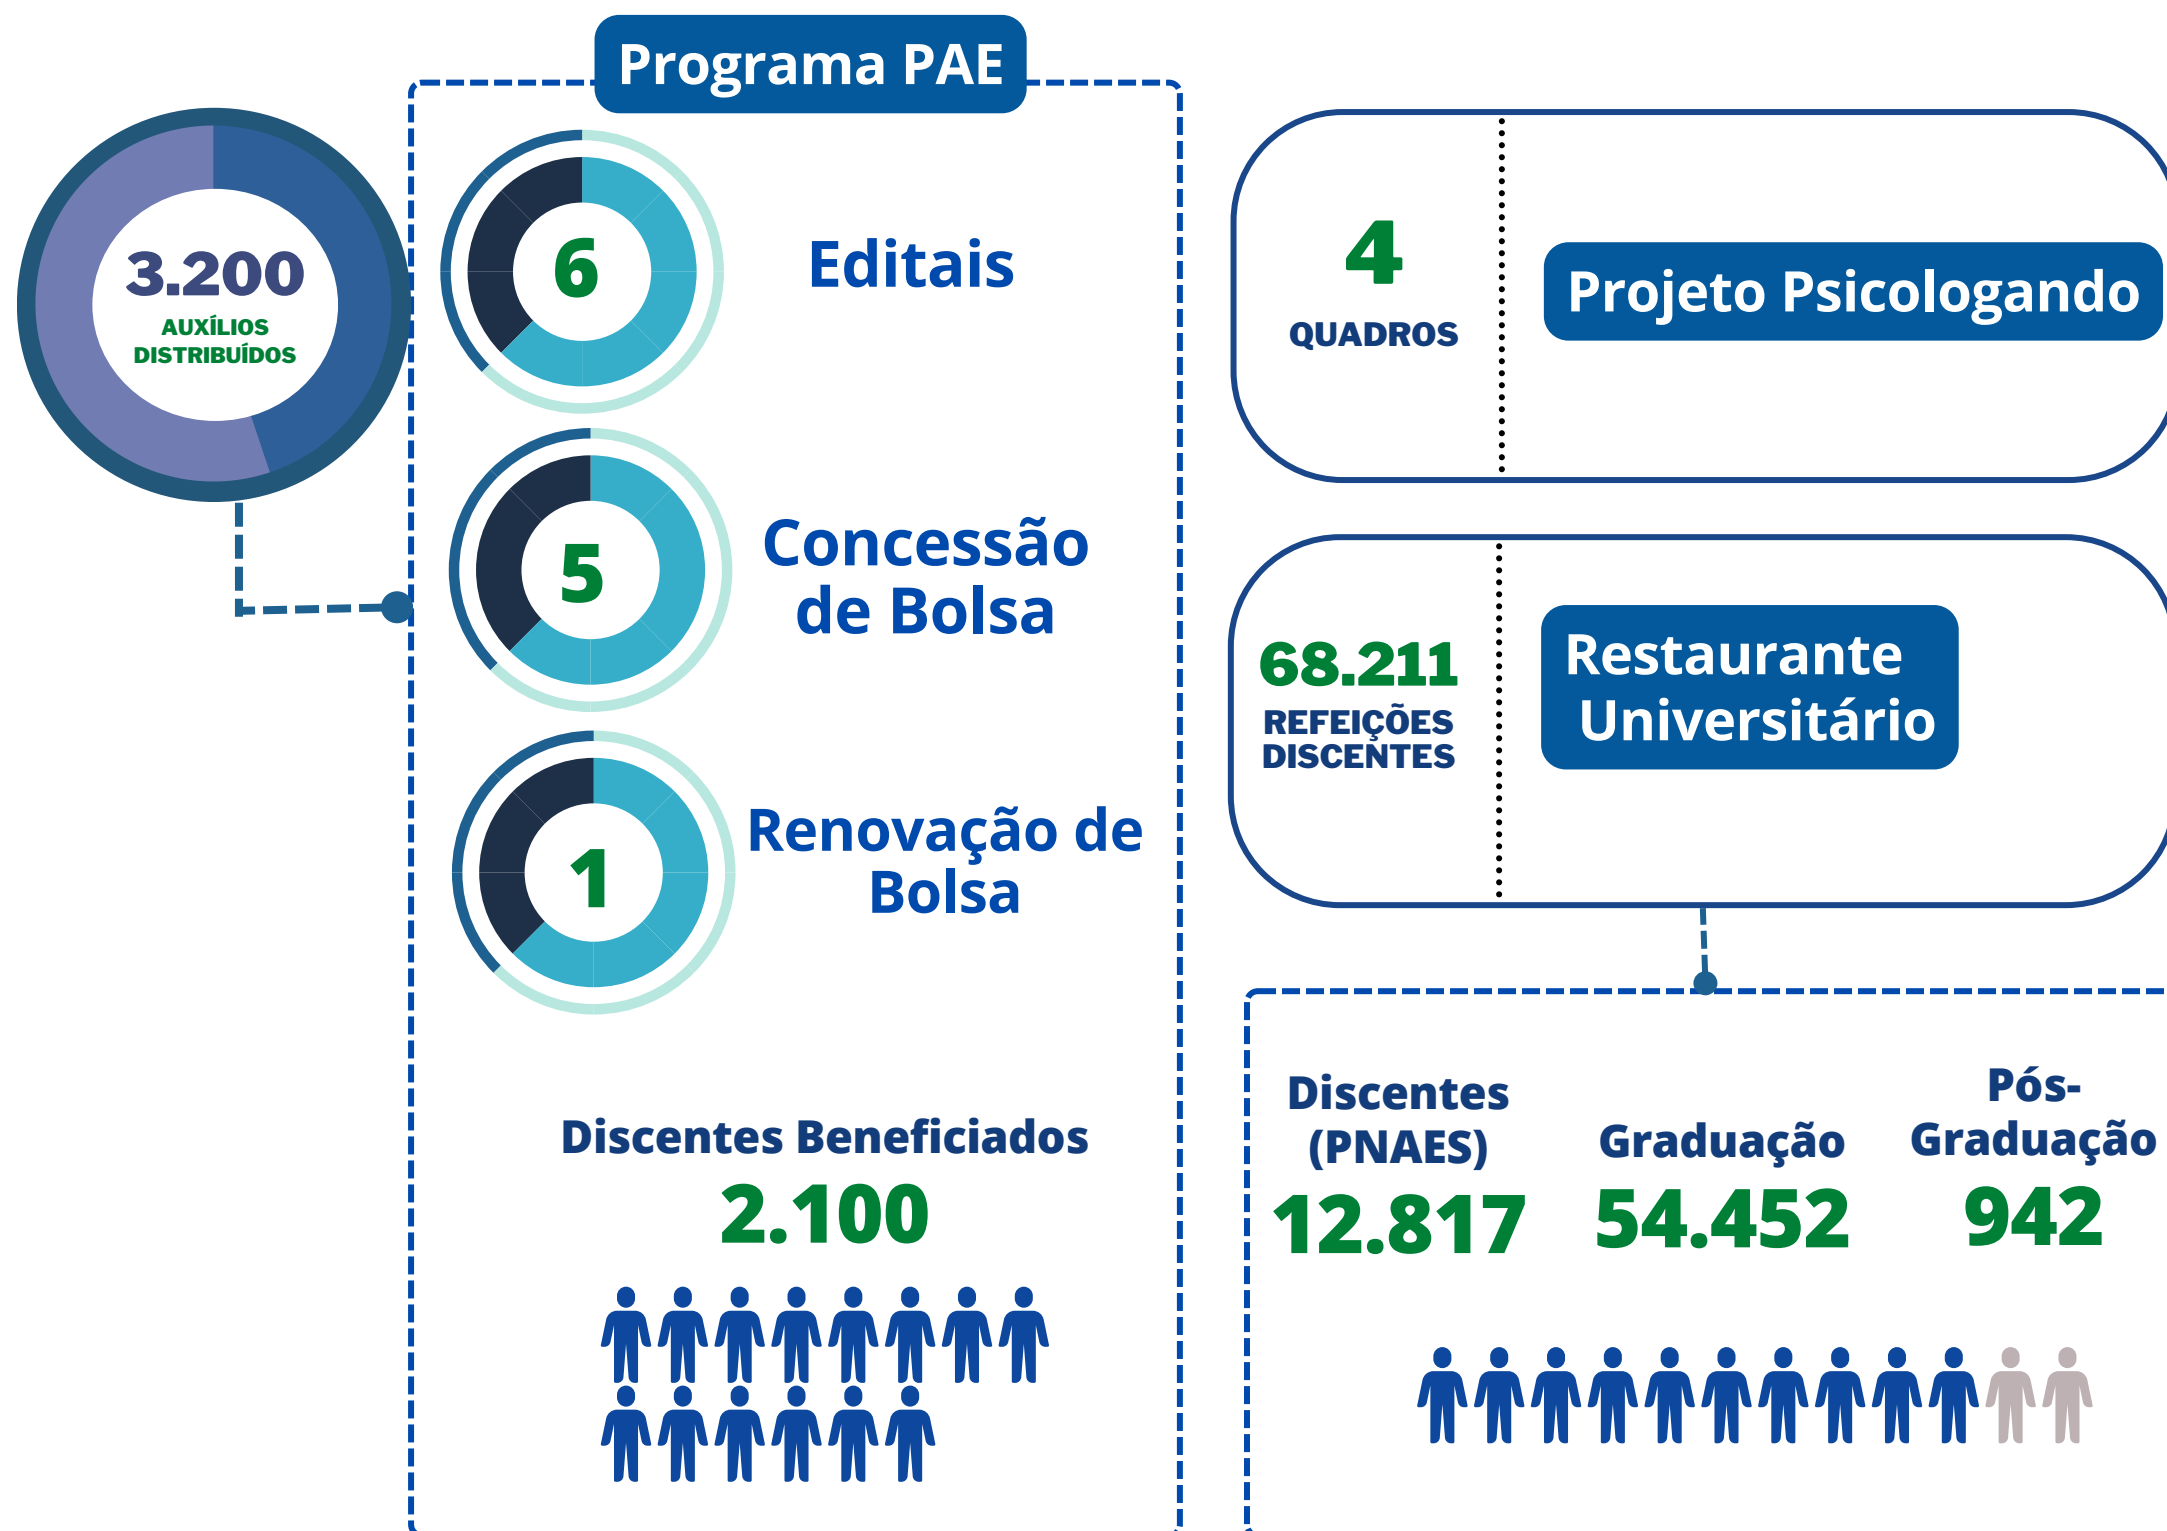 Programa PAE
3.200
AUXÍLIOS
DISTRIBUÍDOS
6
Editais
5
Concessão
de Bolsa
1
Renovação de
Bolsa
Discentes Beneficiados
2.100
4
QUADROS
Projeto Psicologando
68.211
REFEIÇÕES
DISCENTES
Restaurante
Universitário
Discentes
(PNAES)
12.817
Graduação
54.452
Pós-
Graduação
942